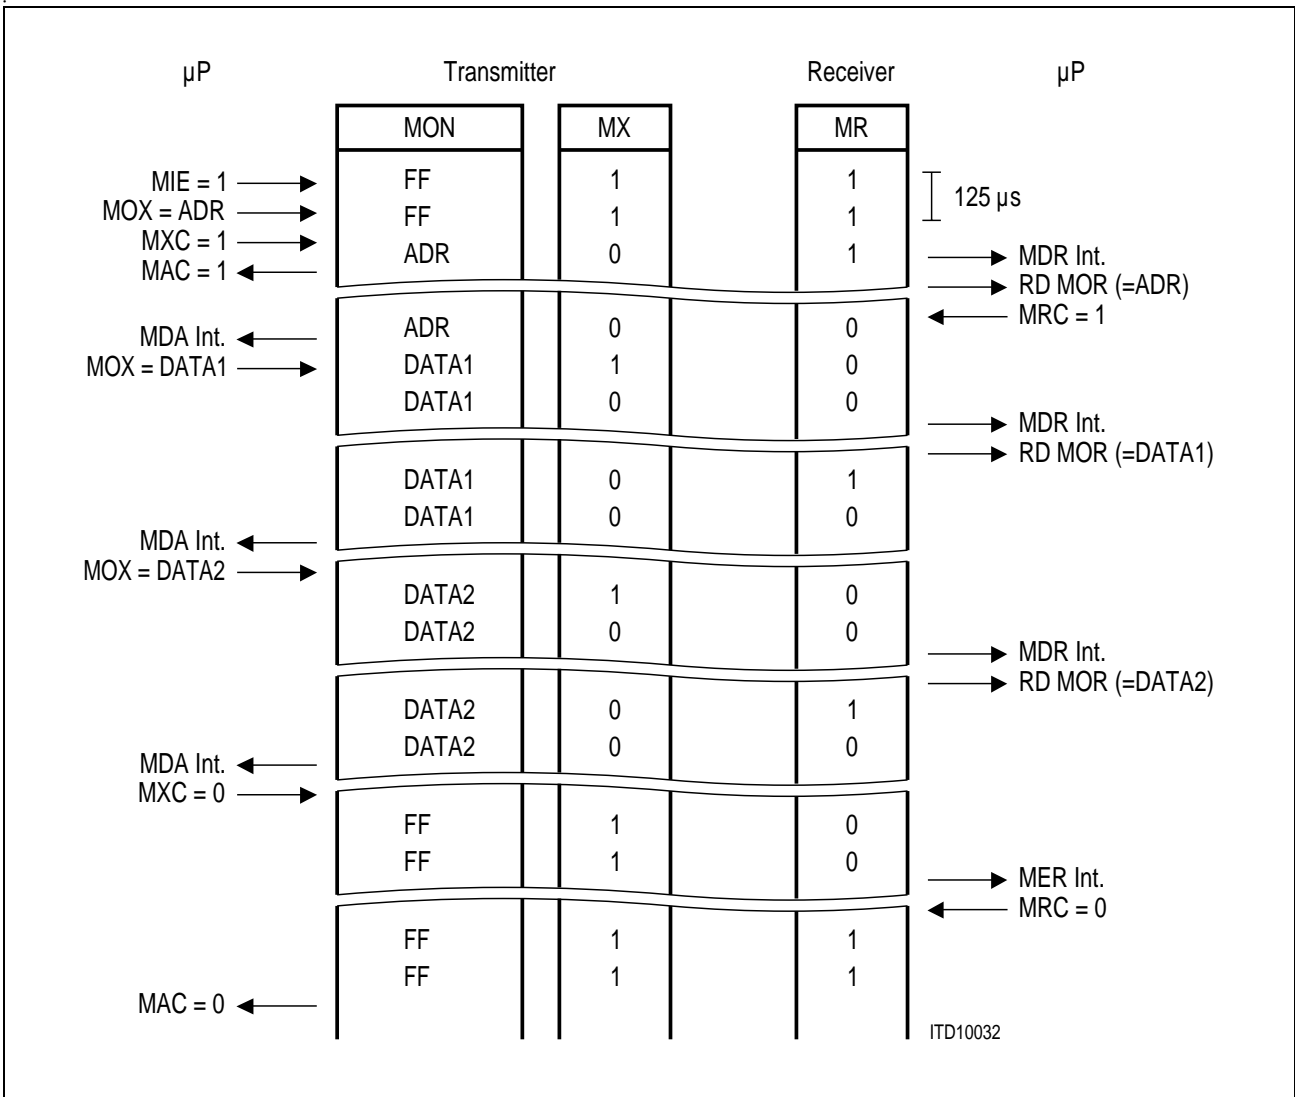 µP Transmitter Receiver µP
MON MX MR
MIE = 1 FF 1 1
125 µs
MOX = ADR FF 1 1
MXC = 1 ADR 0 1 MDR Int.
MAC = 1 RD MOR (=ADR)
MRC = 1
MDA Int. ADR 0 0
MOX = DATA1 DATA1 1 0
DATA1 0 0
MDR Int.
RD MOR (=DATA1)
DATA1 0 1
DATA1 0 0
MDA Int.
MOX = DATA2
DATA2 1 0
DATA2 0 0
MDR Int.
RD MOR (=DATA2)
DATA2 0 1
DATA2 0 0
MDA Int.
MXC = 0
FF 1 0
FF 1 0
MER Int.
MRC = 0
FF 1 1
FF 1 1
MAC = 0
ITD10032